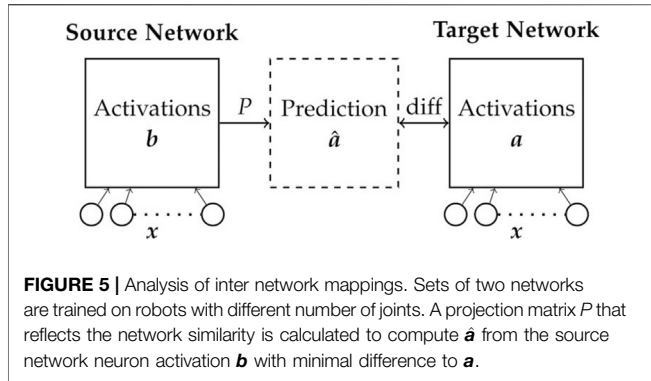 Source Network Target Network
Activations P Prediction diff Activations
b â a
x x
FIGURE 5 | Analysis of inter network mappings. Sets of two networks
are trained on robots with different number of joints. A projection matrix P that
reflects the network similarity is calculated to compute â from the source
network neuron activation b with minimal difference to a.